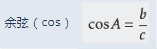 余弦（cos） cosA = b/c